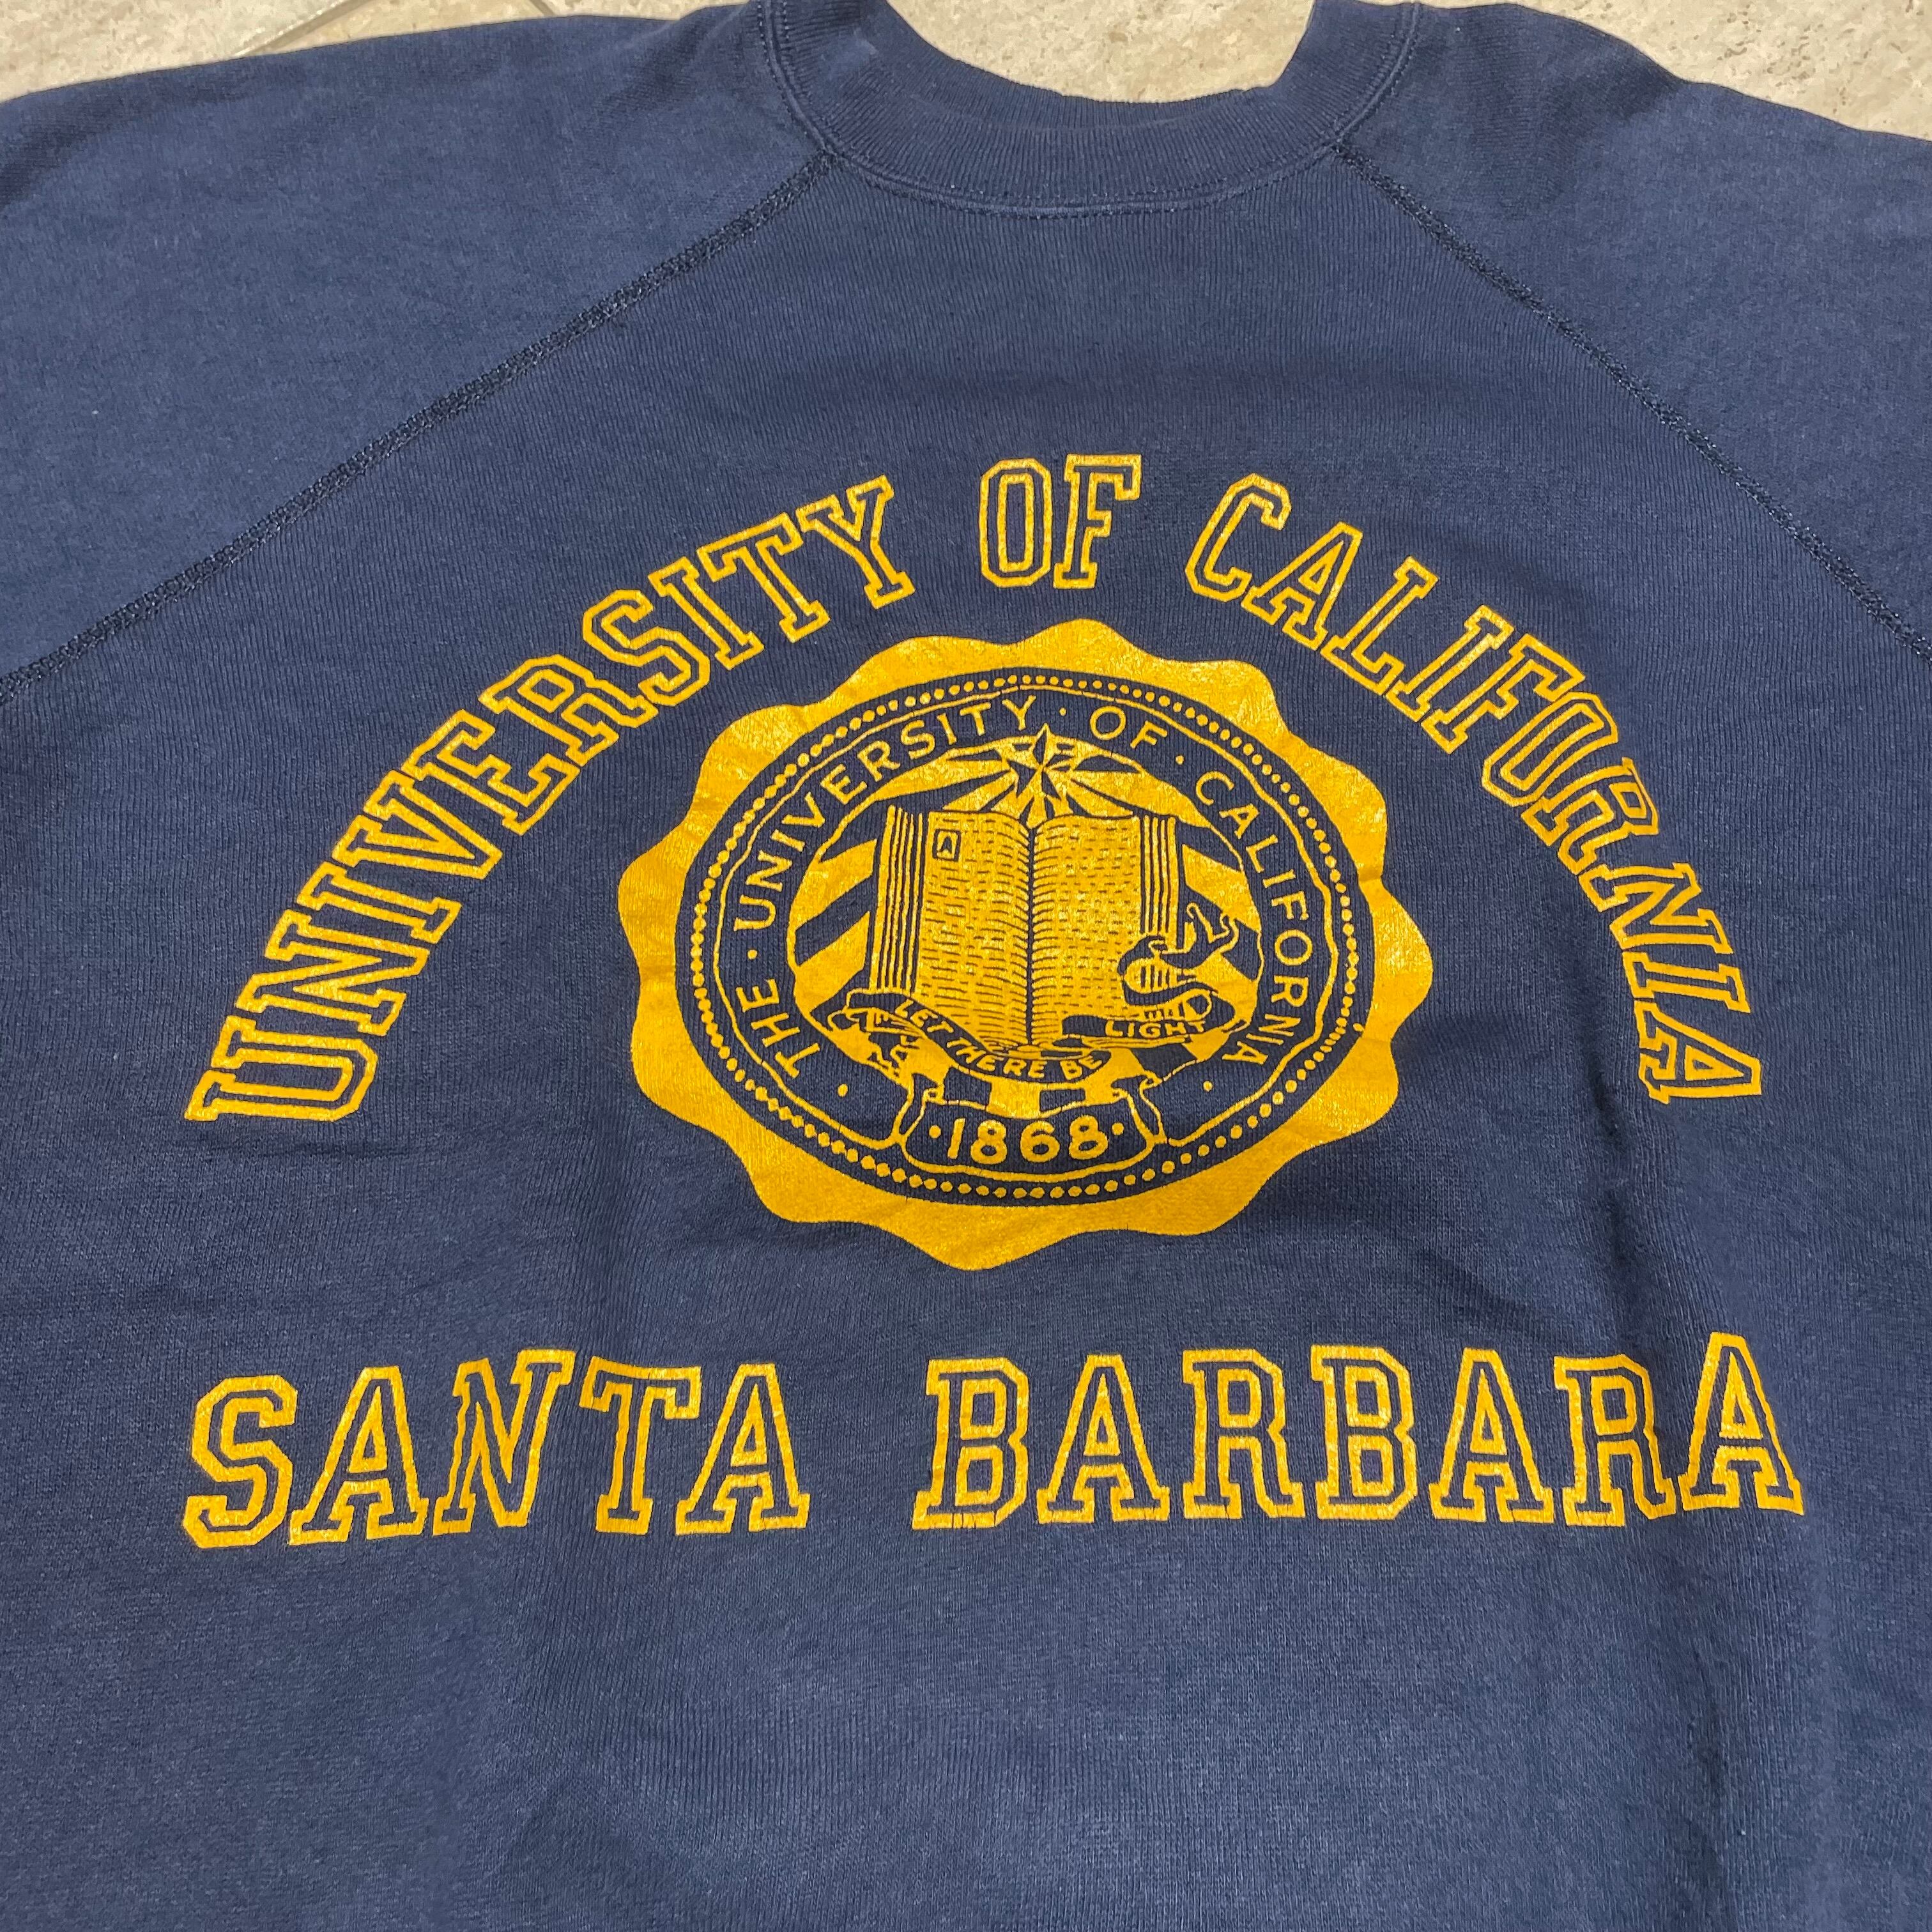 UNIVERSITY OF CALIFORNIA
THE · UNIVERSITY · OF · CALIFORNIA
A
LET THERE BE LIGHT
·1868·
SANTA BARBARA